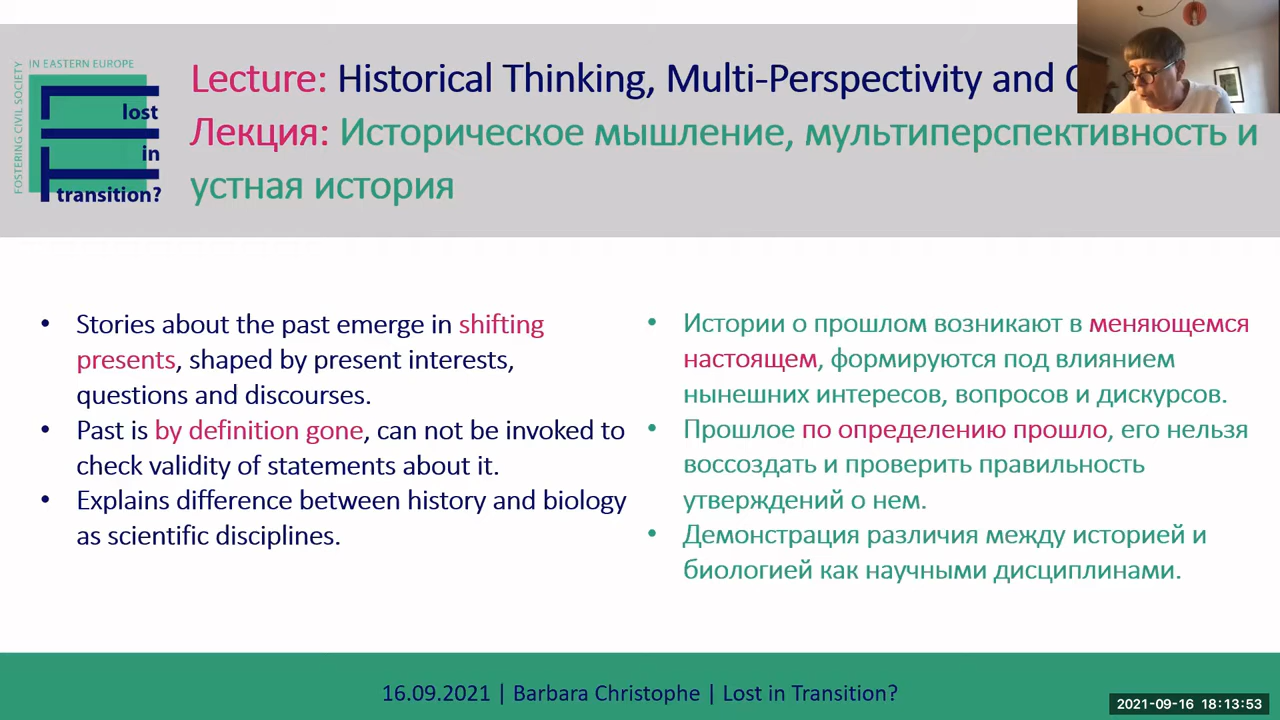 IN EASTERN EUROPE
FOSTERING CIVIL SOCIETY
lost
in
transition?
Lecture: Historical Thinking, Multi-Perspectivity and
Лекция: Историческое мышление, мультиперспективность и
устная история
• Stories about the past emerge in shifting
presents, shaped by present interests,
questions and discourses.
• Past is by definition gone, can not be invoked to
check validity of statements about it.
• Explains difference between history and biology
as scientific disciplines.
• Истории о прошлом возникают в меняющемся
настоящем, формируются под влиянием
нынешних интересов, вопросов и дискурсов.
• Прошлое по определению прошло, его нельзя
воссоздать и проверить правильность
утверждений о нем.
• Демонстрация различия между историей и
биологией как научными дисциплинами.
16.09.2021 | Barbara Christophe | Lost in Transition?
2021-09-16 18:13:53